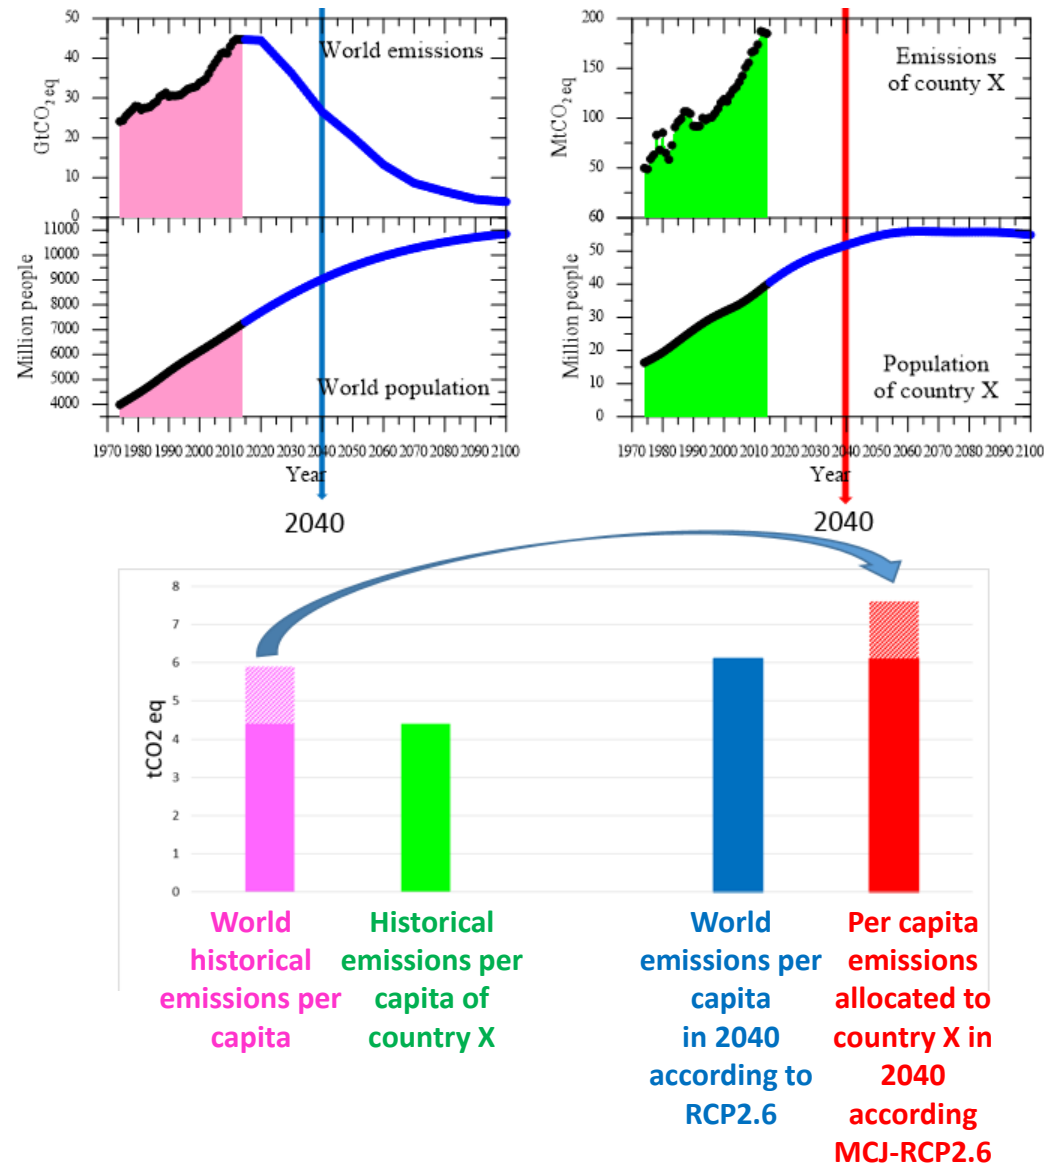 50
40
30
20
10
0
GtCO2 eq
World emissions
200
150
100
50
60
MtCO2 eq
Emissions
of county X
11000
10000
9000
8000
7000
6000
5000
4000
Million people
World population
1970 1980 1990 2000 2010 2020 2030 2040 2050 2060 2070 2080 2090 2100
Year
50
40
30
20
10
0
Million people
Population
of country X
1970 1980 1990 2000 2010 2020 2030 2040 2050 2060 2070 2080 2090 2100
Year
2040
2040
8
7
6
5
4
3
2
1
0
tCO2 eq
World
historical
emissions per
capita
Historical
emissions per
capita of
country X
World
emissions per
capita
in 2040
according to
RCP2.6
Per capita
emissions
allocated to
country X in
2040
according
MCJ-RCP2.6